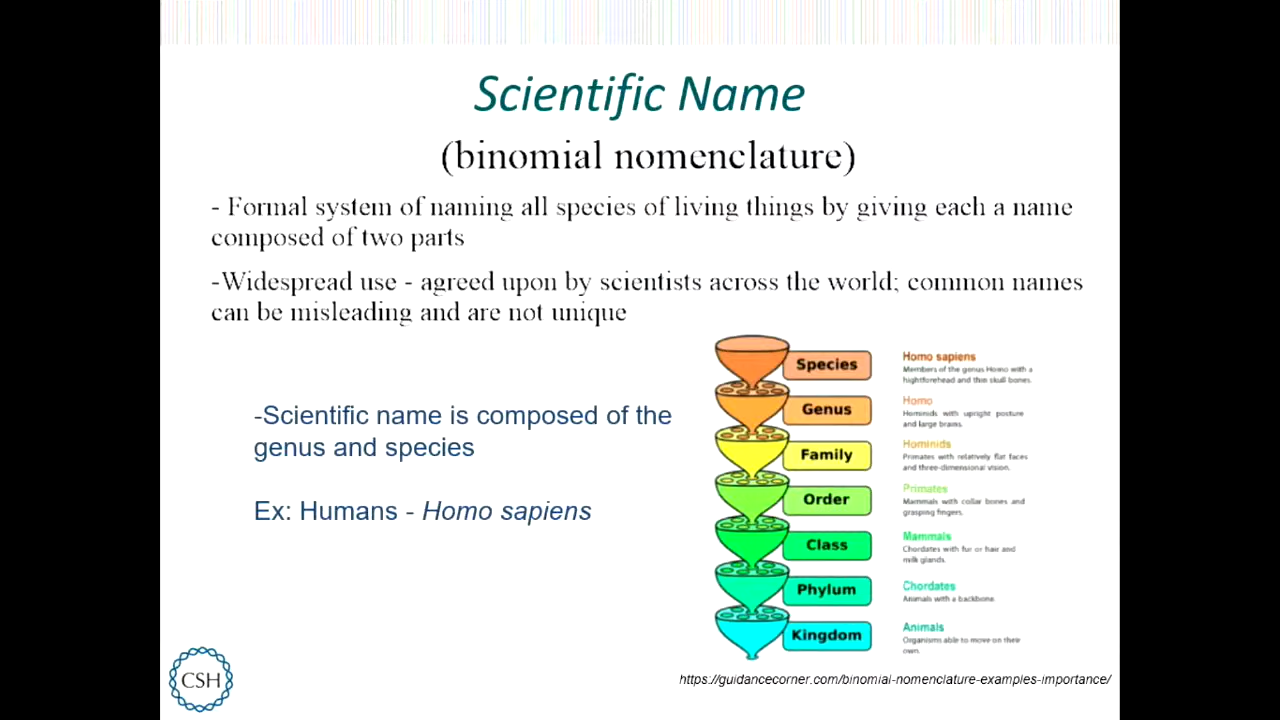 Scientific Name
(binomial nomenclature)
- Formal system of naming all species of living things by giving each a name
composed of two parts
-Widespread use - agreed upon by scientists across the world; common names
can be misleading and are not unique
-Scientific name is composed of the
genus and species
Ex: Humans - Homo sapiens
Species
Homo sapiens
Members of the genus Homo with a
highforehead and thin skull bones.
Genus
Homo
Hominids with upright posture
and large brains.
Family
Hominids
Primates with relatively flat faces
and three-dimensional vision.
Order
Primates
Mammals with collar bones and
grasping fingers.
Class
Mammals
Chordates with fur or hair and
milk glands.
Phylum
Chordates
Animals with a backbone
Kingdom
Animals
Organisms able to move on their
own.
CSH
https://guidancecorner.com/binomial-nomenclature-examples-importance/